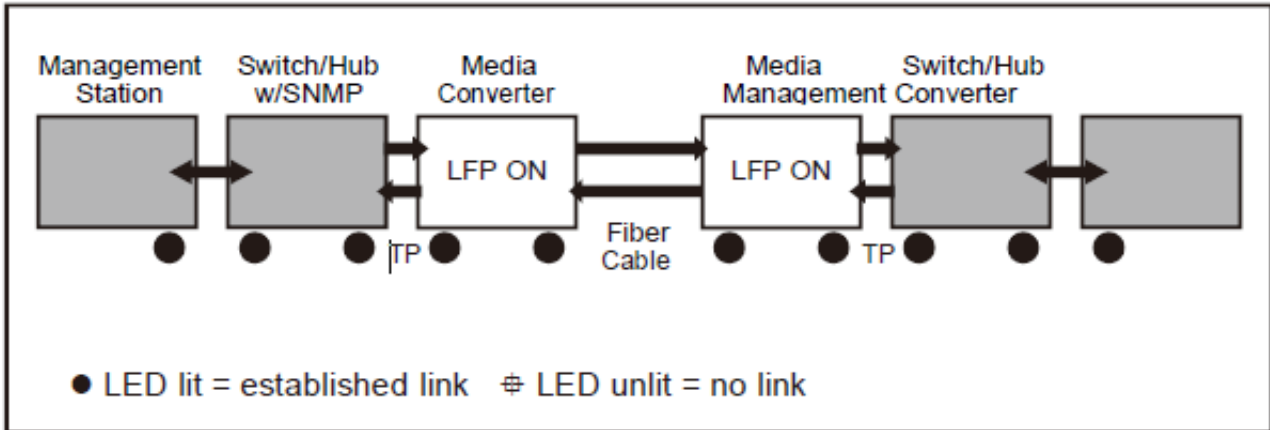 Management Switch/Hub Media Media Switch/Hub
Station w/SNMP Converter Management Converter
LFP ON LFP ON
TP Fiber TP
Cable
● LED lit = established link ⌖ LED unlit = no link